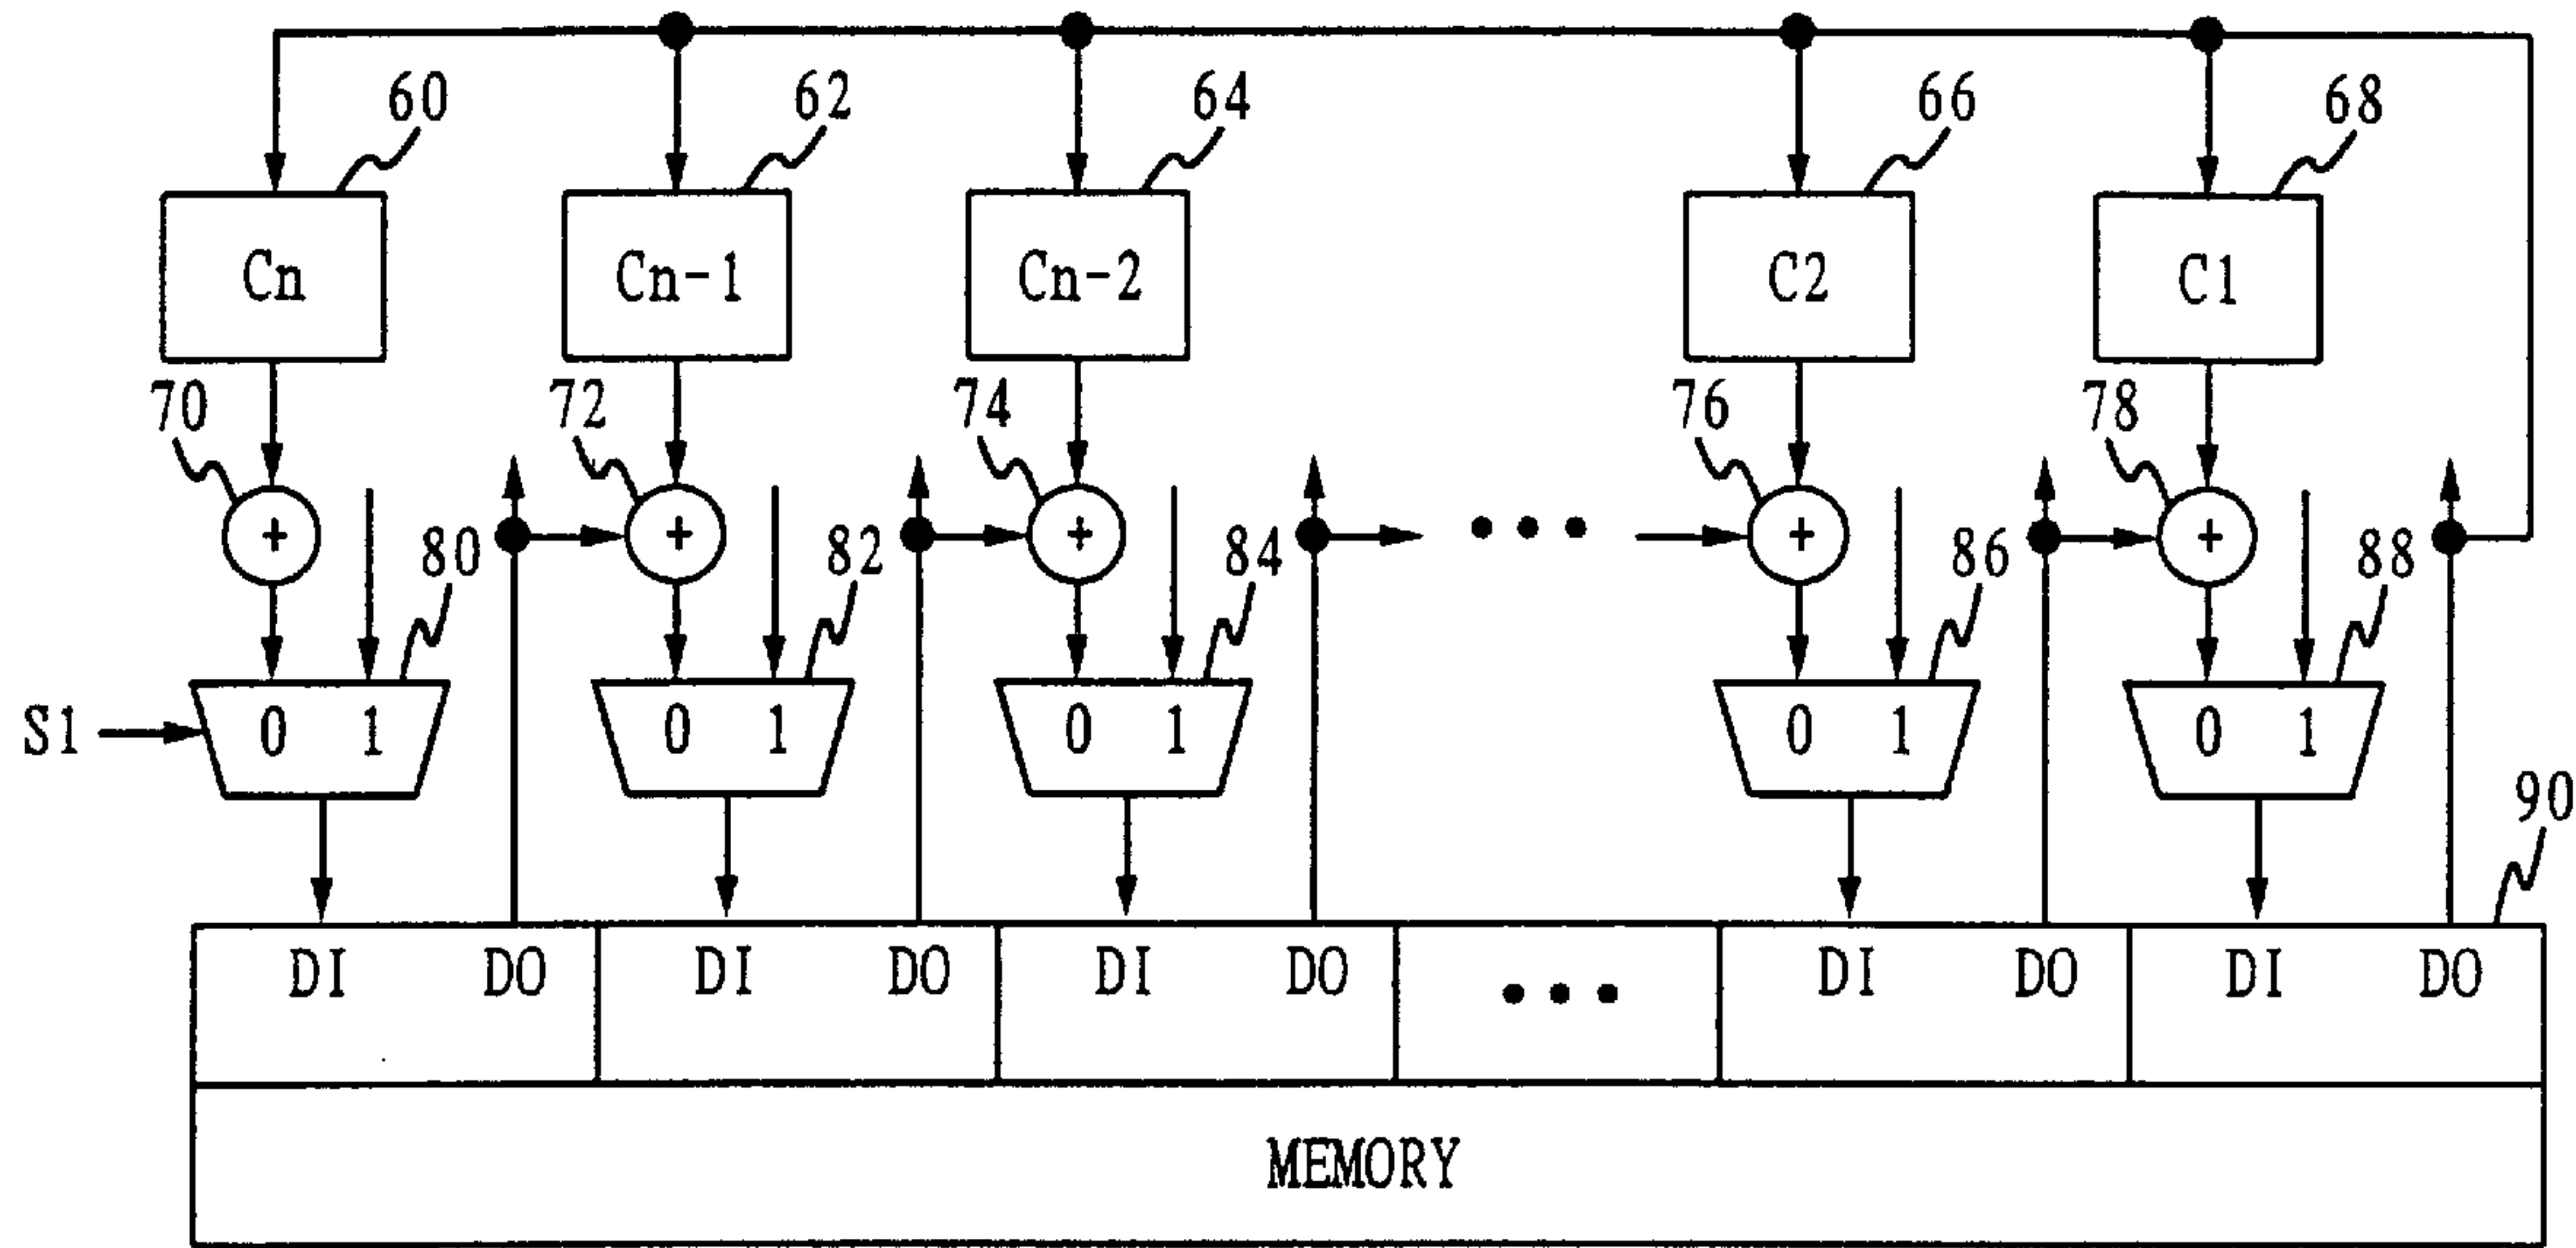 60 62 64 66 68
Cn Cn-1 Cn-2 C2 C1
70 72 74 76 78
+ + + + +
80 82 84 86 88
S1 0 1 0 1 0 1 0 1 0 1
90
DI DO DI DO DI DO DI DO DI DO
MEMORY